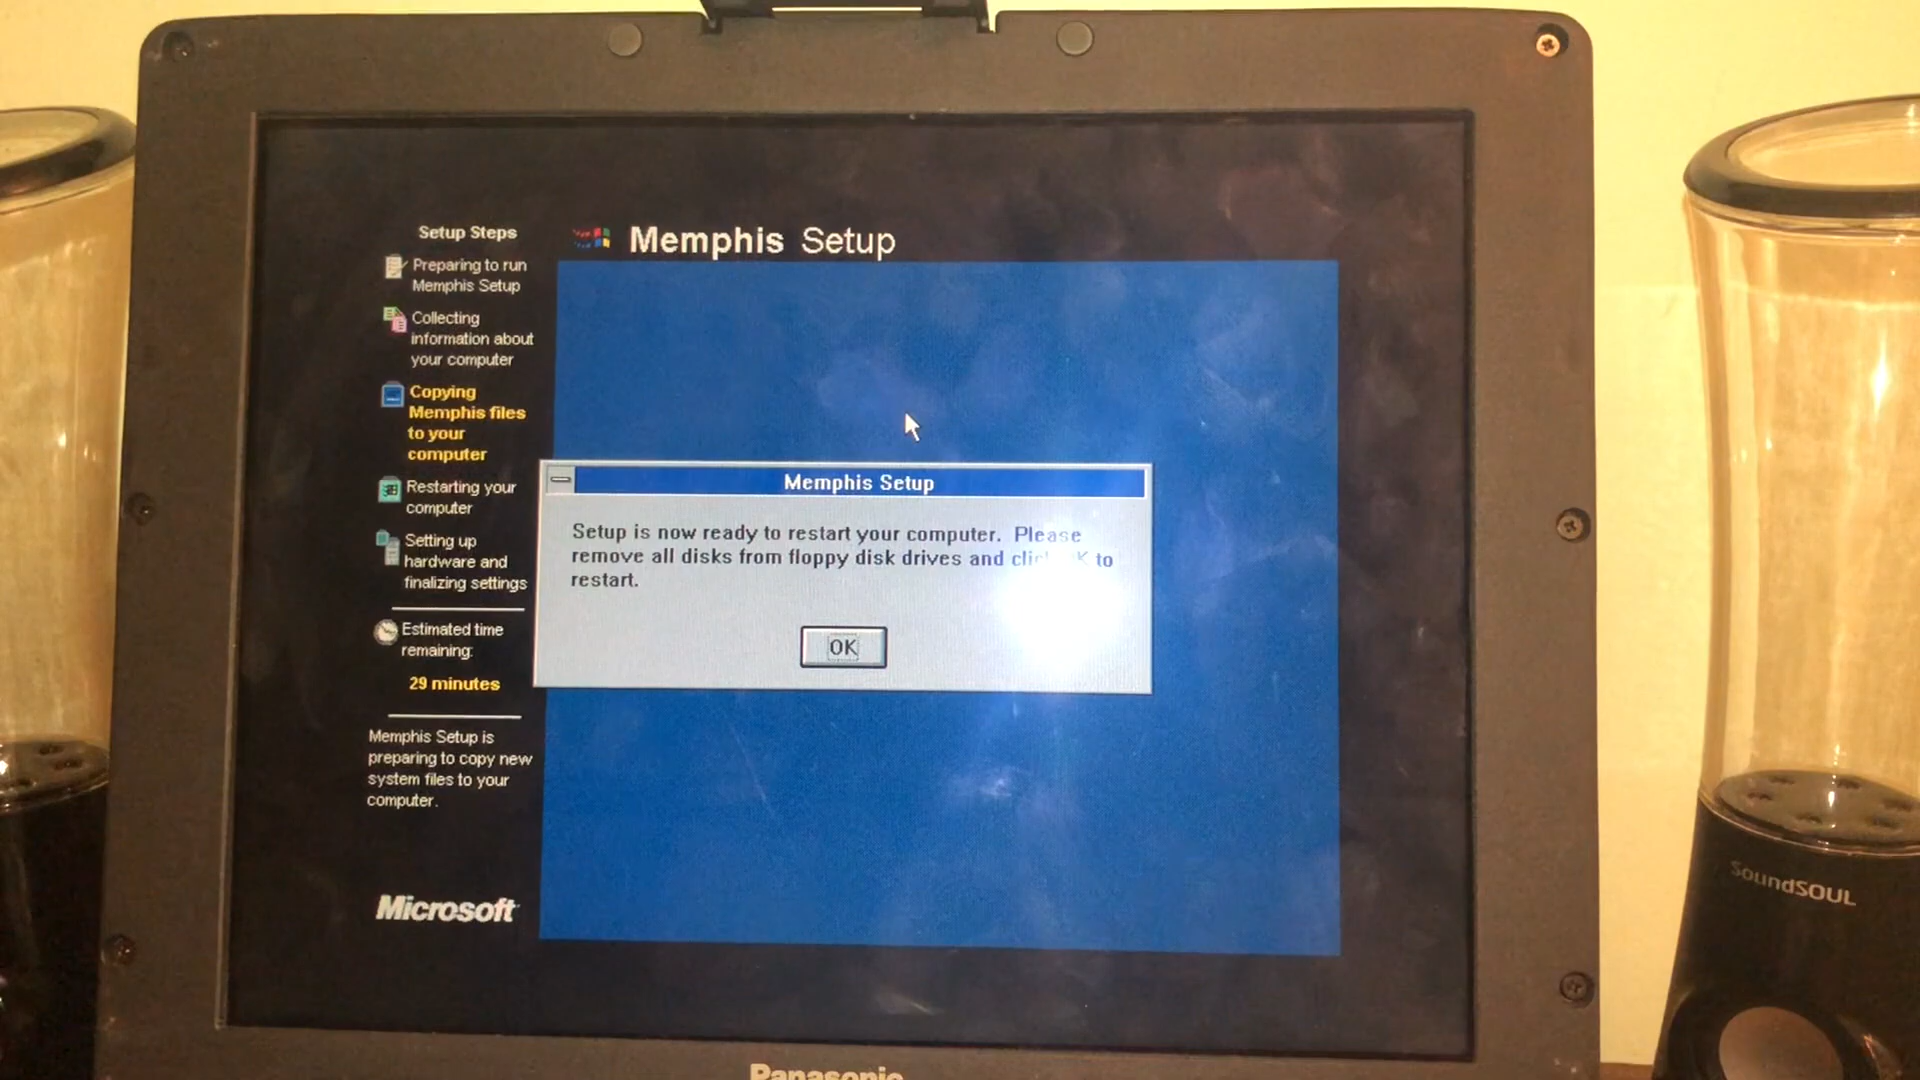 Setup Steps
Preparing to run
Memphis Setup
Collecting
information about
your computer
Copying
Memphis files
to your
computer
Restarting your
computer
Setting up
hardware and
finalizing settings
Estimated time
remaining:
29 minutes
Memphis Setup is
preparing to copy new
system files to your
computer.
Microsoft
Memphis Setup
Memphis Setup
Setup is now ready to restart your computer. Please
remove all disks from floppy disk drives and to
restart.
OK
Panasonic
SoundSOUL